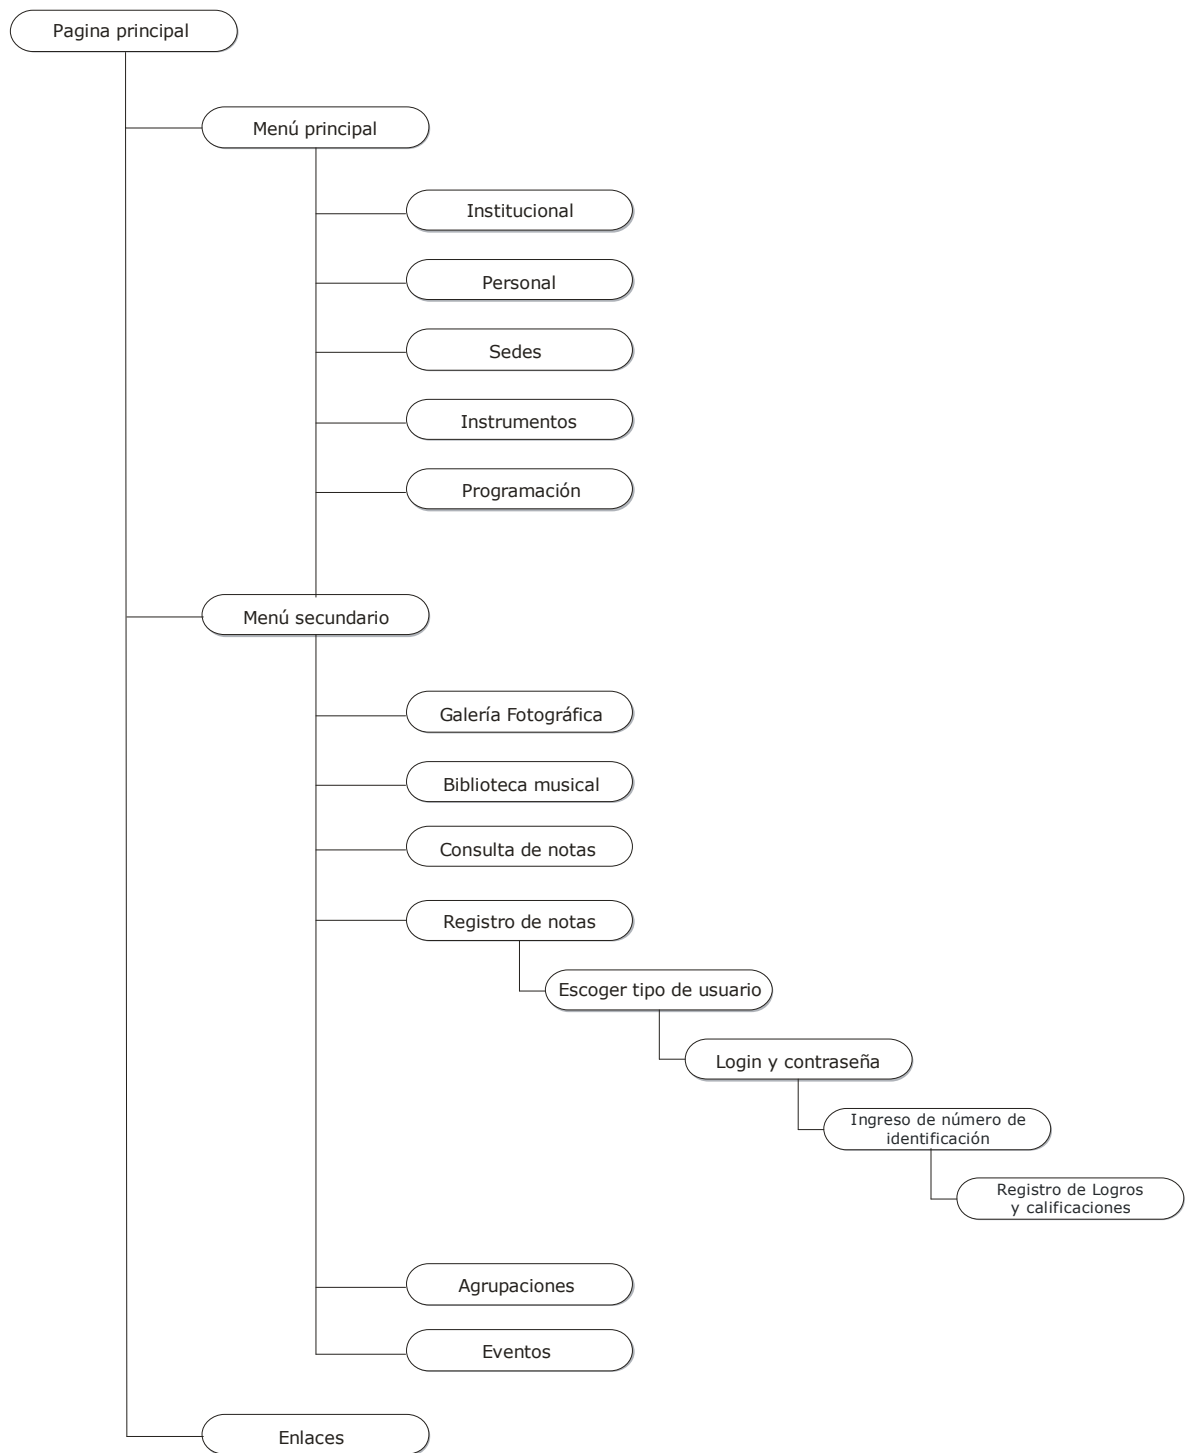 Pagina principal
Menú principal
Institucional
Personal
Sedes
Instrumentos
Programación
Menú secundario
Galería Fotográfica
Biblioteca musical
Consulta de notas
Registro de notas
Escoger tipo de usuario
Login y contraseña
Ingreso de número de
identificación
Registro de Logros
y calificaciones
Agrupaciones
Eventos
Enlaces